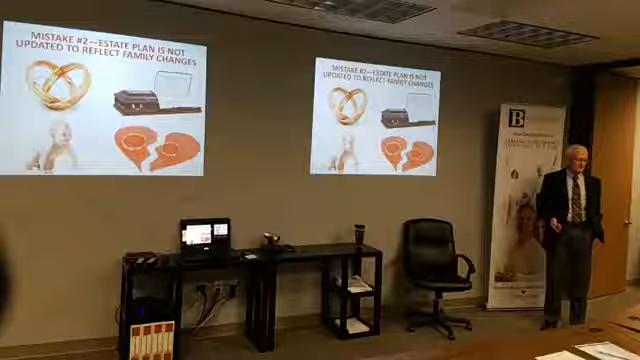 MISTAKE #2—ESTATE PLAN IS NOT
UPDATED TO REFLECT FAMILY CHANGES
MISTAKE #2—ESTATE PLAN IS NOT
UPDATED TO REFLECT FAMILY CHANGES
B